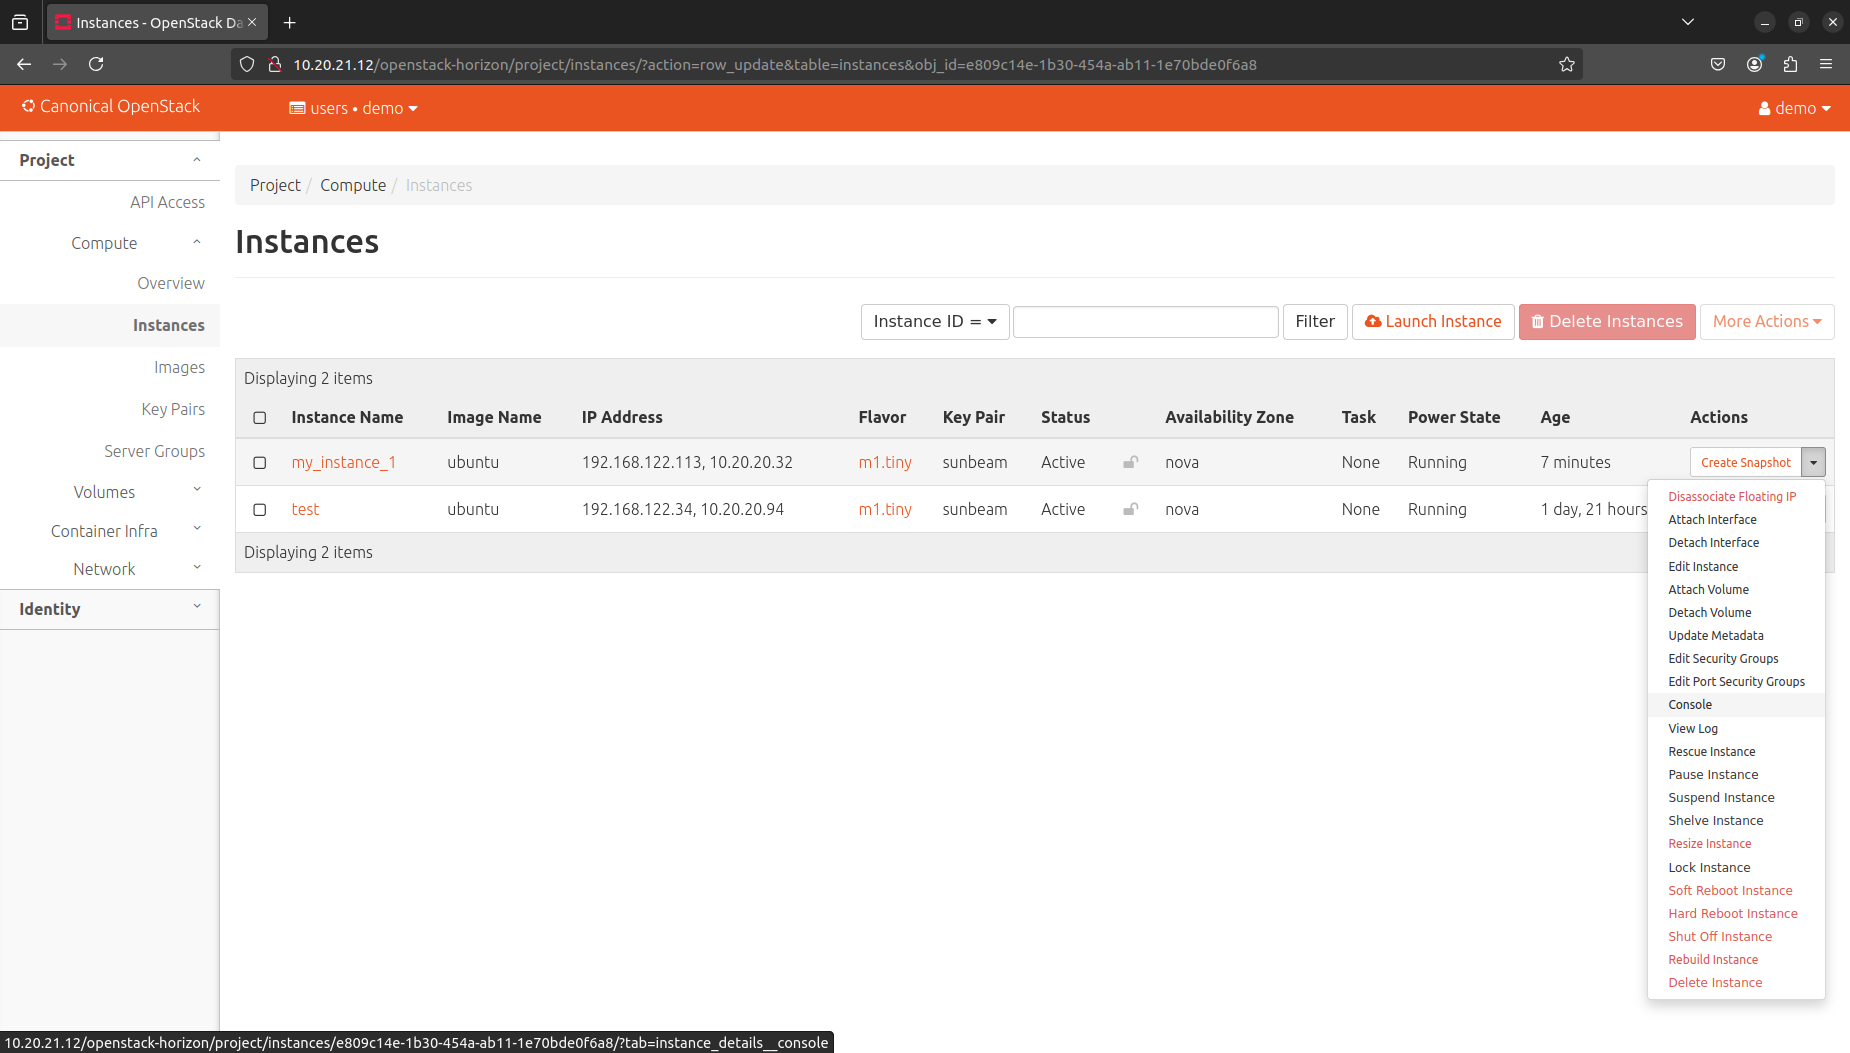 Instances - OpenStack Da
10.20.21.12/openstack-horizon/project/instances/?action=row_update&table=instances&obj_id=e809c14e-1b30-454a-ab11-1e70bde0f6a8
Canonical OpenStack
users • demo
demo
Project
API Access
Compute
Overview
Instances
Images
Key Pairs
Server Groups
Volumes
Container Infra
Network
Identity
Project / Compute / Instances
Instances
Instance ID =
Filter
Launch Instance
Delete Instances
More Actions
Displaying 2 items
Instance Name Image Name IP Address Flavor Key Pair Status Availability Zone Task Power State Age Actions
my_instance_1 ubuntu 192.168.122.113, 10.20.20.32 m1.tiny sunbeam Active nova None Running 7 minutes Create Snapshot
test ubuntu 192.168.122.34, 10.20.20.94 m1.tiny sunbeam Active nova None Running 1 day, 21 hours
Displaying 2 items
Disassociate Floating IP
Attach Interface
Detach Interface
Edit Instance
Attach Volume
Detach Volume
Update Metadata
Edit Security Groups
Edit Port Security Groups
Console
View Log
Rescue Instance
Pause Instance
Suspend Instance
Shelve Instance
Resize Instance
Lock Instance
Soft Reboot Instance
Hard Reboot Instance
Shut Off Instance
Rebuild Instance
Delete Instance
10.20.21.12/openstack-horizon/project/instances/e809c14e-1b30-454a-ab11-1e70bde0f6a8/?tab=instance_details__console